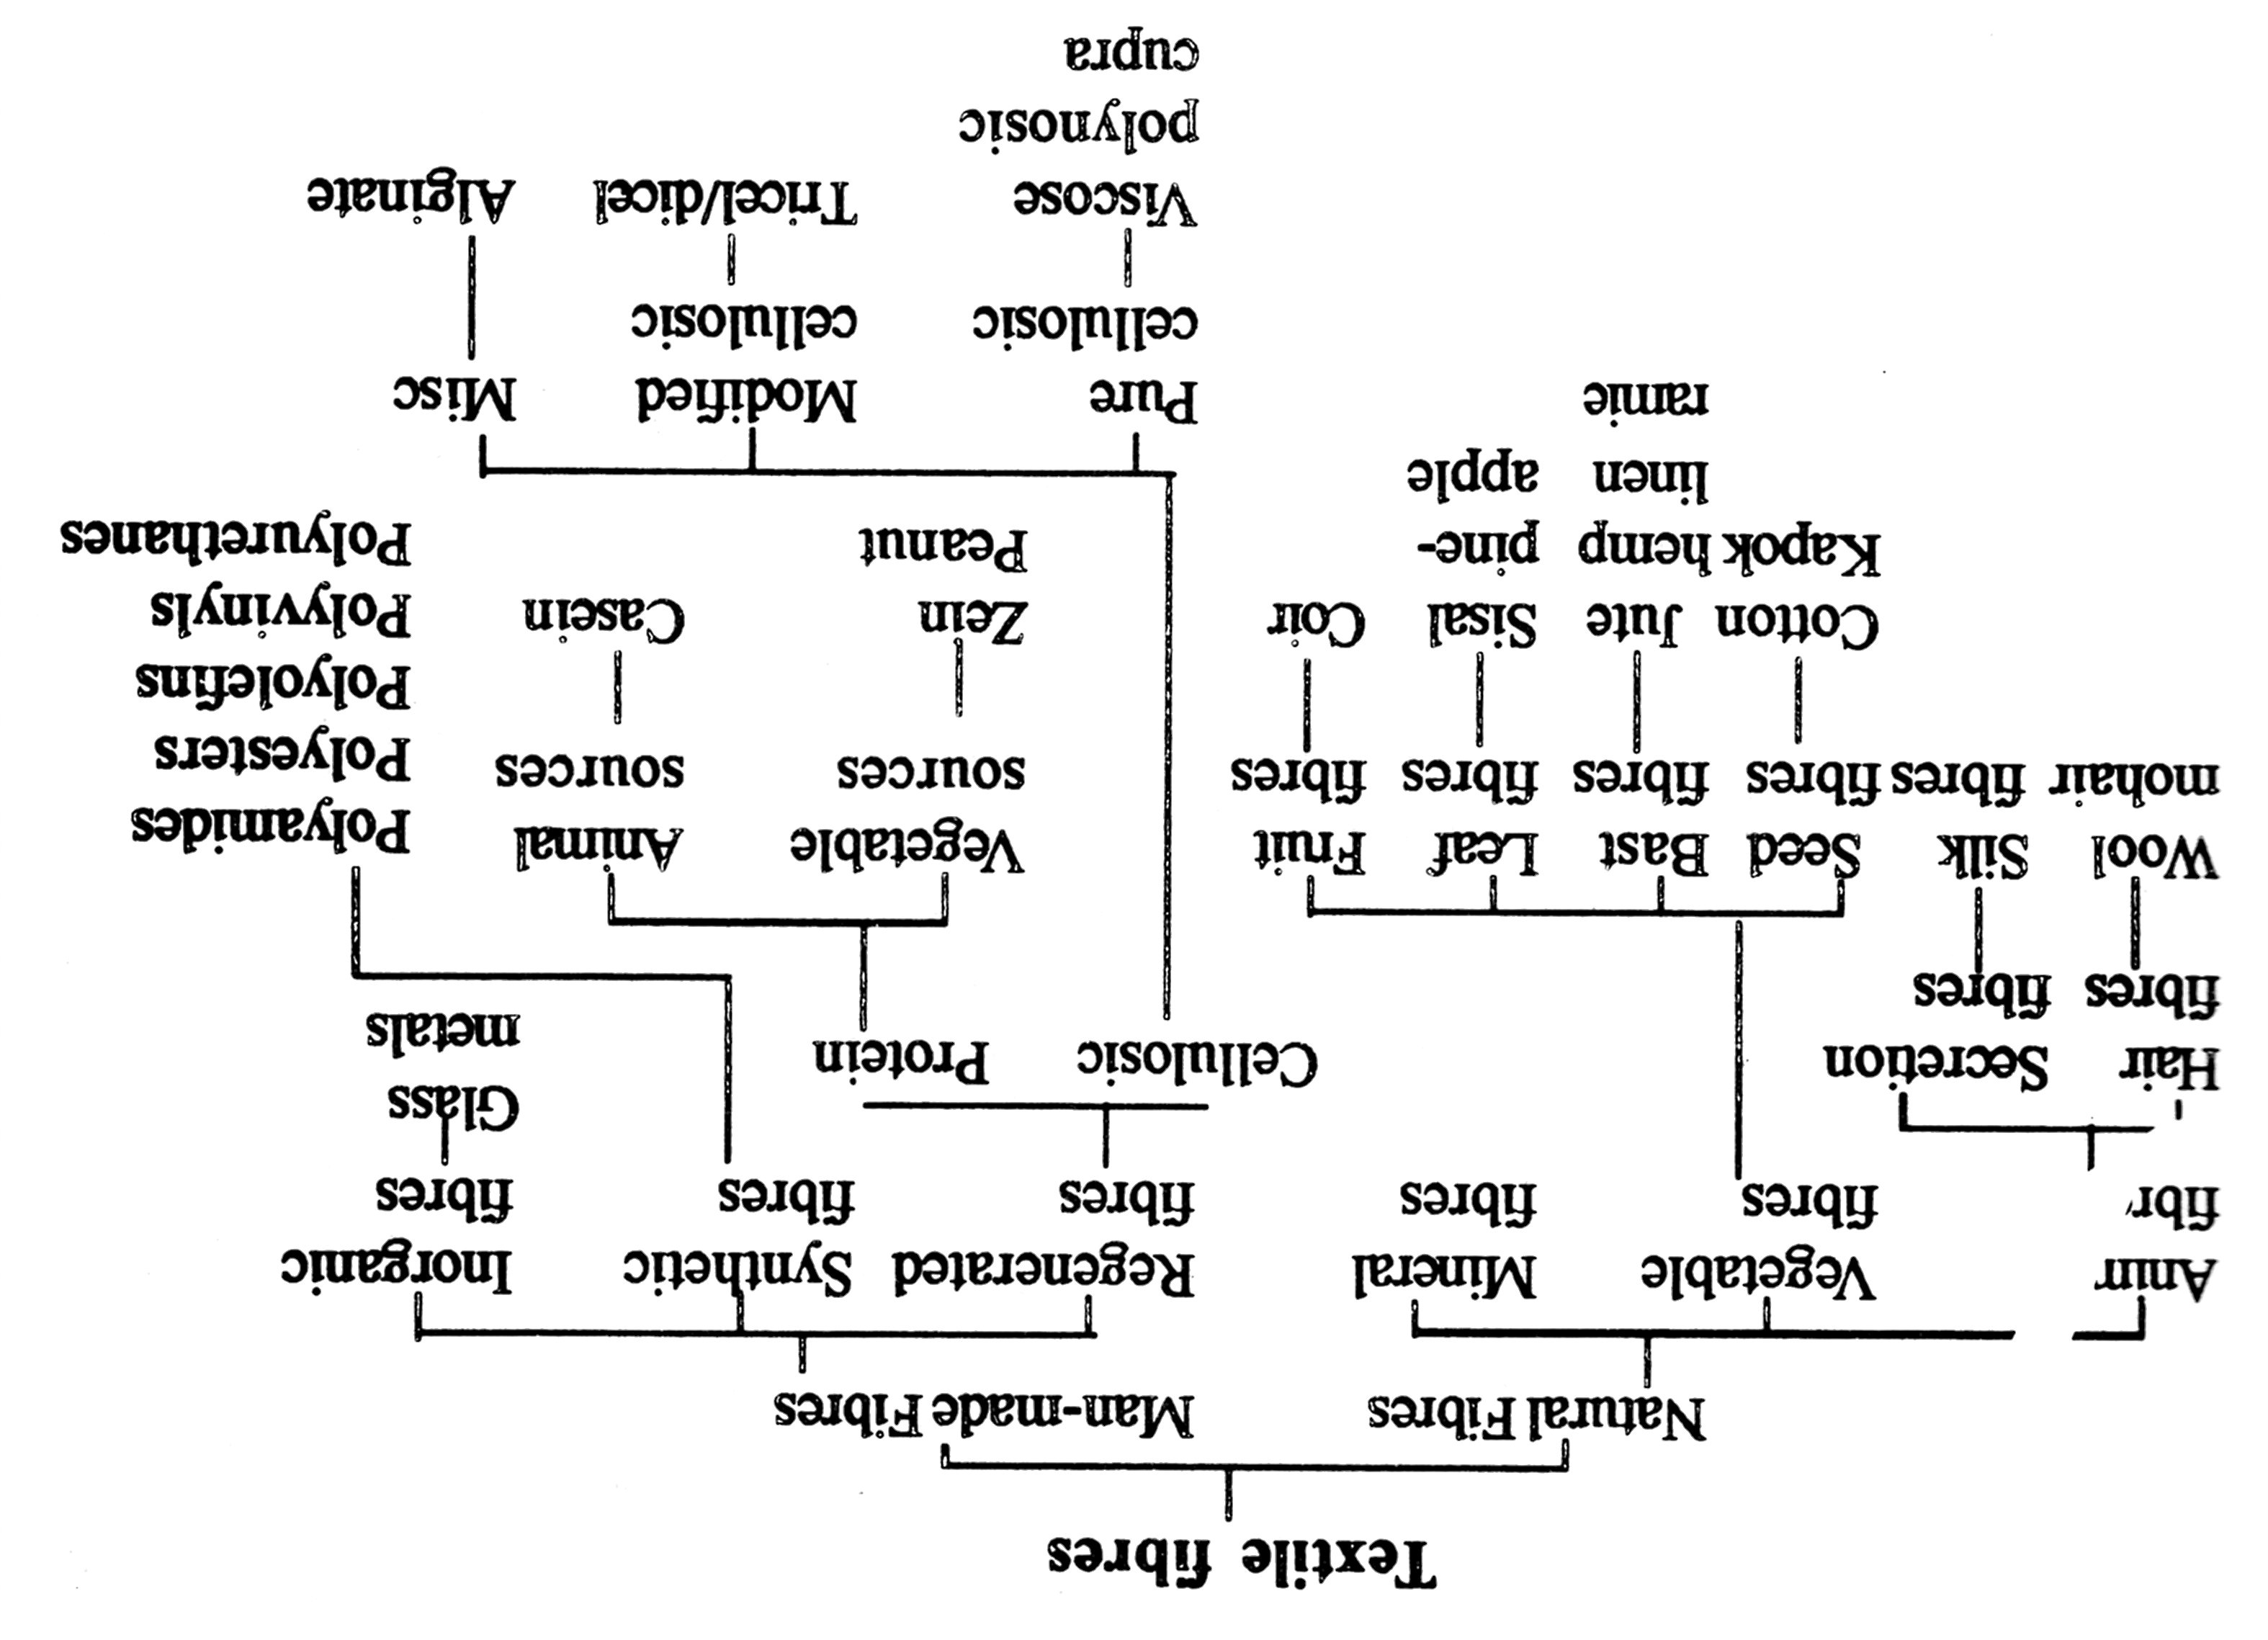 Textile fibres
Natural Fibres Man-made Fibres
Anim Vegetable Mineral Regenerated Synthetic Inorganic
fibr fibres fibres fibres fibres fibres
Hair Secretion Cellulosic Protein Glass
fibres fibres metals
Wool Silk Seed Bast Leaf Fruit Vegetable Animal Polyamides
mohair fibres fibres fibres fibres fibres sources sources Polyesters
Polyolefins
Cotton Jute Sisal Coir Zein Casein Polyvinyls
Kapok hemp pine- Peanut Polyurethanes
linen apple
ramie Pure Modified Misc
cellulosic cellulosic
Viscose Tricel/dicel Alginate
polynosic
cupra